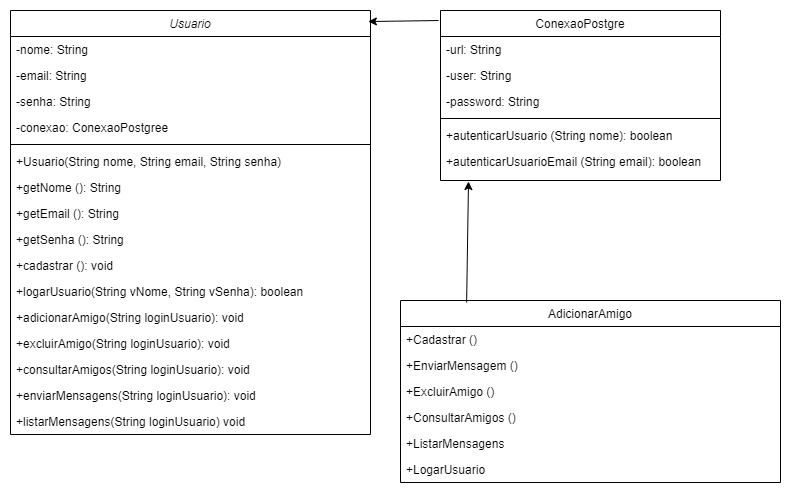 Usuario
-nome: String
-email: String
-senha: String
-conexao: ConexaoPostgree
+Usuario(String nome, String email, String senha)
+getNome (): String
+getEmail (): String
+getSenha (): String
+cadastrar (): void
+logarUsuario(String vNome, String vSenha): boolean
+adicionarAmigo(String loginUsuario): void
+excluirAmigo(String loginUsuario): void
+consultarAmigos(String loginUsuario): void
+enviarMensagens(String loginUsuario): void
+listarMensagens(String loginUsuario) void
ConexaoPostgre
-url: String
-user: String
-password: String
+autenticarUsuario (String nome): boolean
+autenticarUsuarioEmail (String email): boolean
AdicionarAmigo
+Cadastrar ()
+EnviarMensagem ()
+ExcluirAmigo ()
+ConsultarAmigos ()
+ListarMensagens
+LogarUsuario